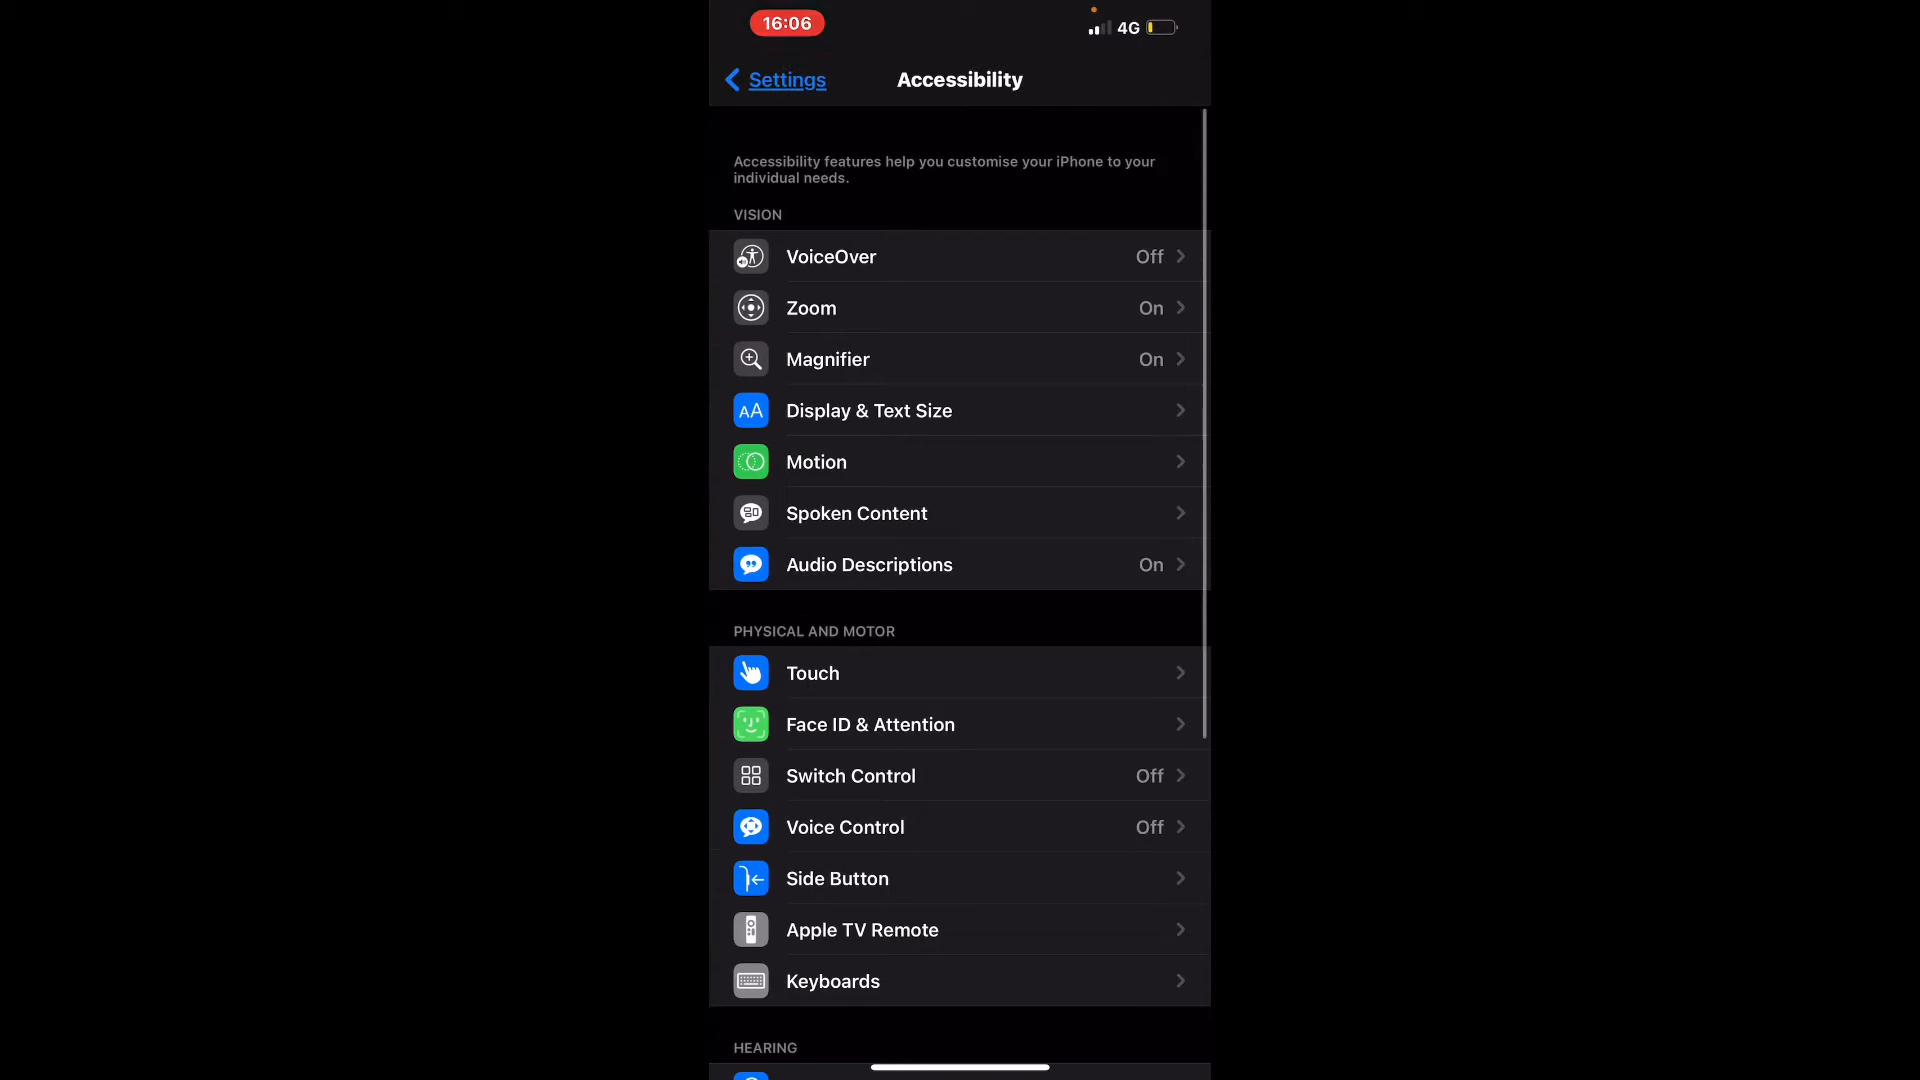 16:06
4G
Settings
Accessibility
Accessibility features help you customise your iPhone to your
individual needs.
VISION
VoiceOver Off
Zoom On
Magnifier On
AA Display & Text Size
Motion
Spoken Content
Audio Descriptions On
PHYSICAL AND MOTOR
Touch
Face ID & Attention
Switch Control Off
Voice Control Off
Side Button
Apple TV Remote
Keyboards
HEARING